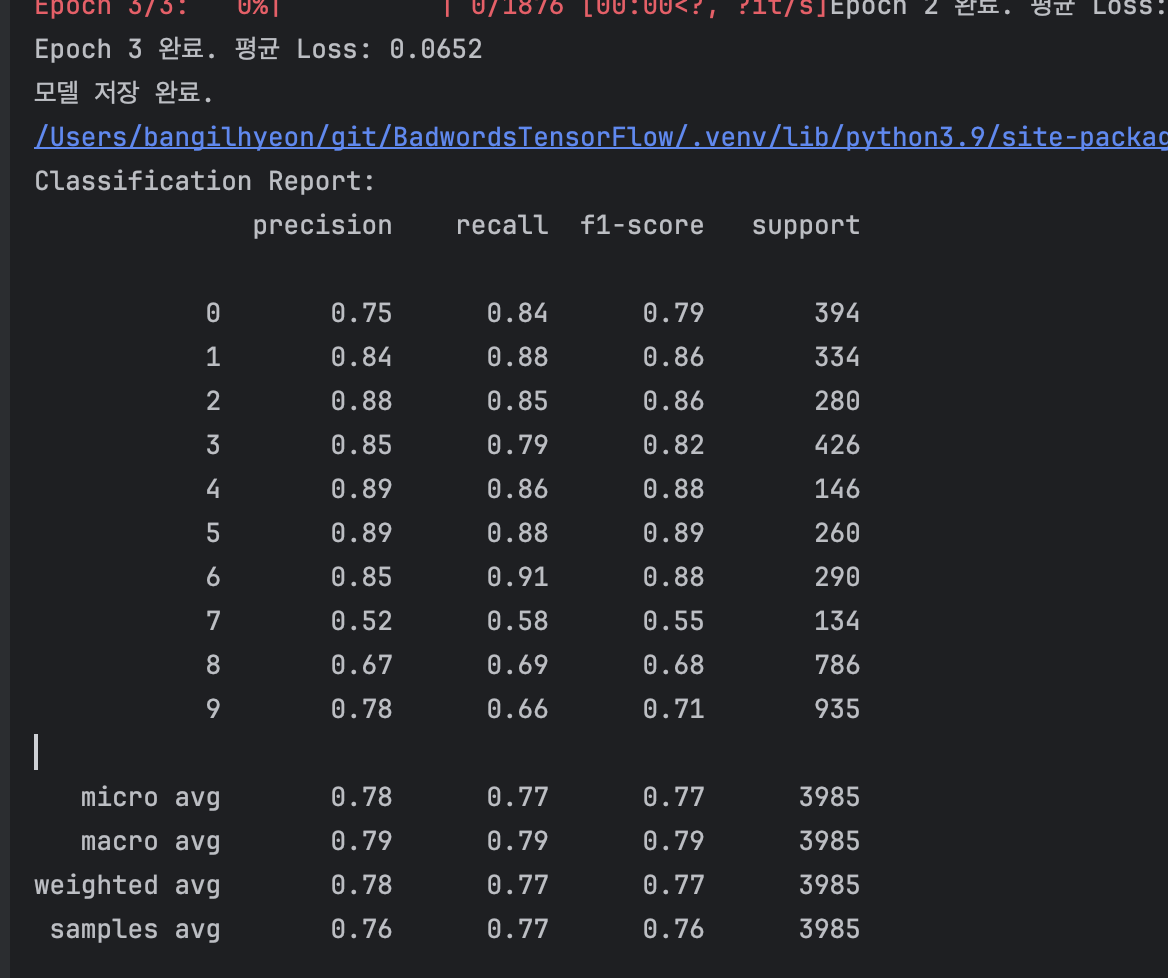 Epoch 3/3:   0%|          | 0/1876 [00:00<?, ?it/s]Epoch 2 완료. 평균 Loss:
Epoch 3 완료. 평균 Loss: 0.0652
모델 저장 완료.
/Users/bangilhyeon/git/BadwordsTensorFlow/.venv/lib/python3.9/site-packag
Classification Report:
              precision    recall  f1-score   support
           0       0.75      0.84      0.79       394
           1       0.84      0.88      0.86       334
           2       0.88      0.85      0.86       280
           3       0.85      0.79      0.82       426
           4       0.89      0.86      0.88       146
           5       0.89      0.88      0.89       260
           6       0.85      0.91      0.88       290
           7       0.52      0.58      0.55       134
           8       0.67      0.69      0.68       786
           9       0.78      0.66      0.71       935
   micro avg       0.78      0.77      0.77      3985
   macro avg       0.79      0.79      0.79      3985
weighted avg       0.78      0.77      0.77      3985
 samples avg       0.76      0.77      0.76      3985